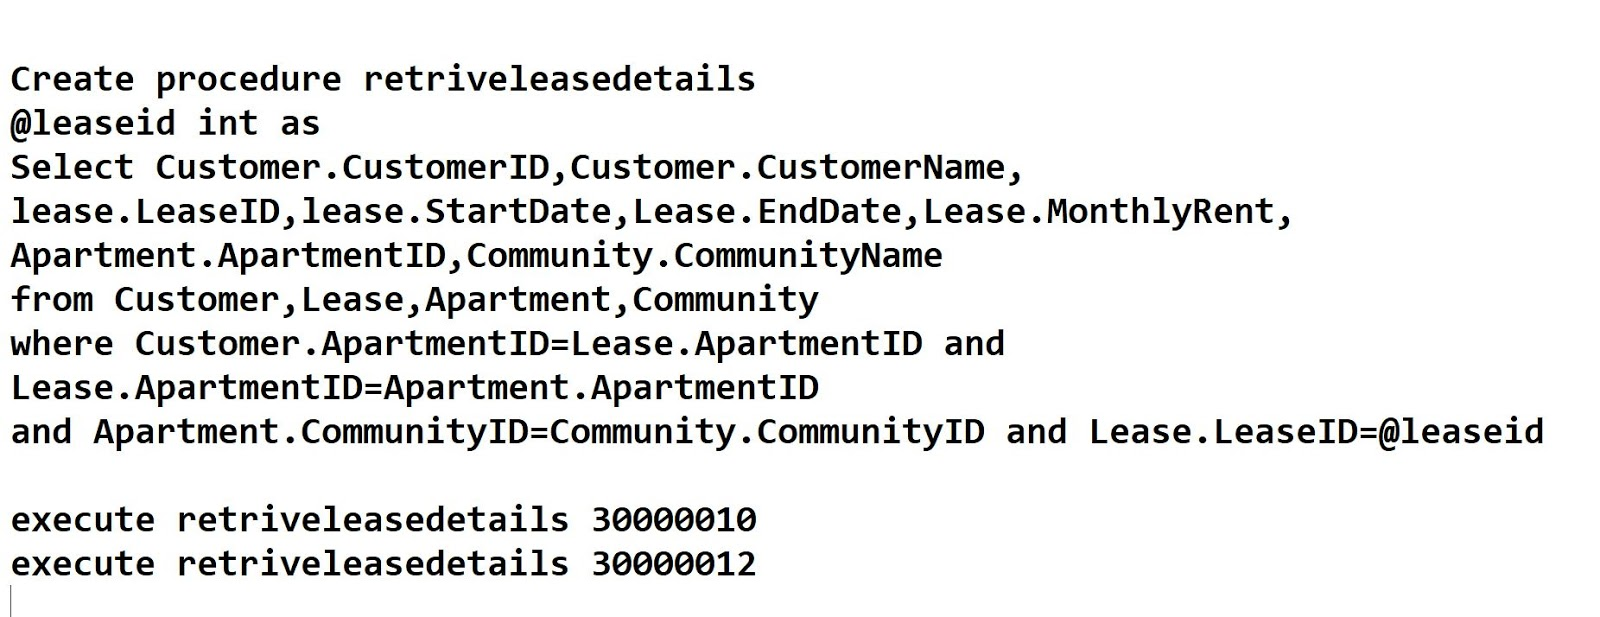 Create procedure retriveleasedetails
@leaseid int as
Select Customer.CustomerID,Customer.CustomerName,
lease.LeaseID,lease.StartDate,Lease.EndDate,Lease.MonthlyRent,
Apartment.ApartmentID,Community.CommunityName
from Customer,Lease,Apartment,Community
where Customer.ApartmentID=Lease.ApartmentID and
Lease.ApartmentID=Apartment.ApartmentID
and Apartment.CommunityID=Community.CommunityID and Lease.LeaseID=@leaseid
execute retriveleasedetails 30000010
execute retriveleasedetails 30000012